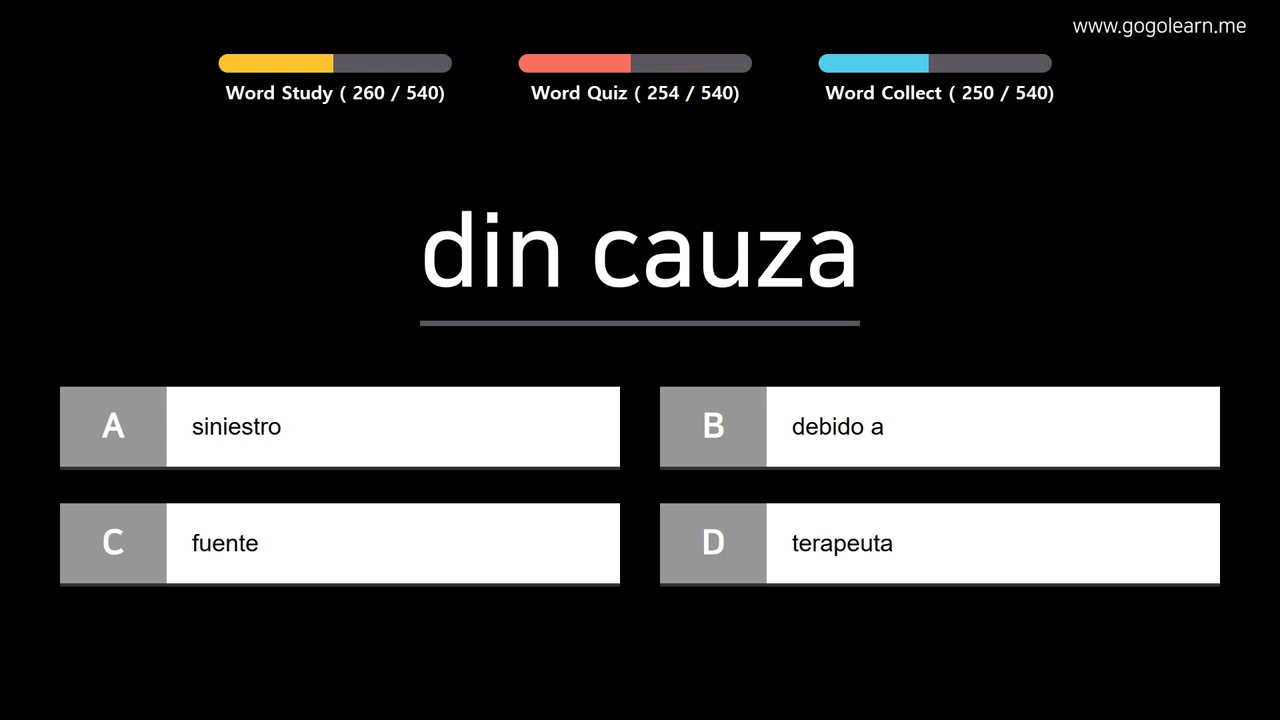 www.gogolearn.me
Word Study ( 260 / 540)
Word Quiz ( 254 / 540)
Word Collect ( 250 / 540)
din cauza
A siniestro
B debido a
C fuente
D terapeuta